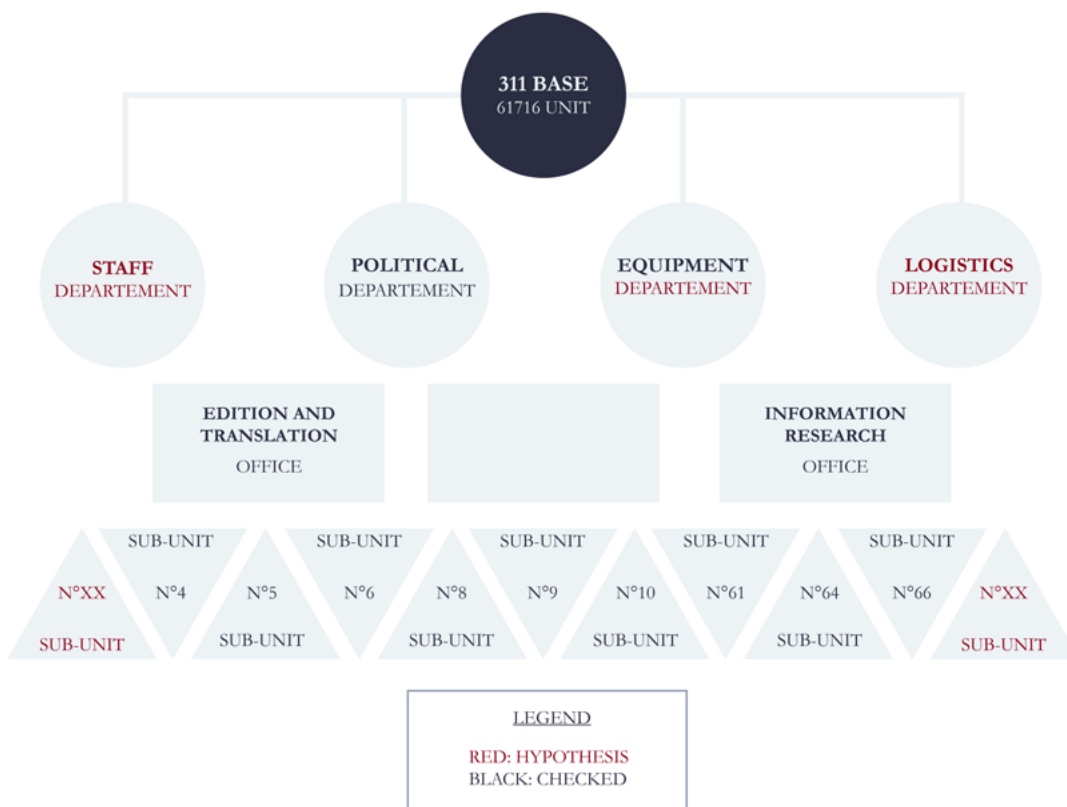 311 BASE
61716 UNIT
STAFF
DEPARTEMENT
POLITICAL
DEPARTEMENT
EQUIPMENT
DEPARTEMENT
LOGISTICS
DEPARTEMENT
EDITION AND
TRANSLATION
OFFICE
INFORMATION
RESEARCH
OFFICE
N°XX
SUB-UNIT
SUB-UNIT
N°4
N°5
SUB-UNIT
SUB-UNIT
N°6
N°8
SUB-UNIT
SUB-UNIT
N°9
N°10
SUB-UNIT
SUB-UNIT
N°61
N°64
SUB-UNIT
SUB-UNIT
N°66
N°XX
SUB-UNIT
LEGEND
RED: HYPOTHESIS
BLACK: CHECKED